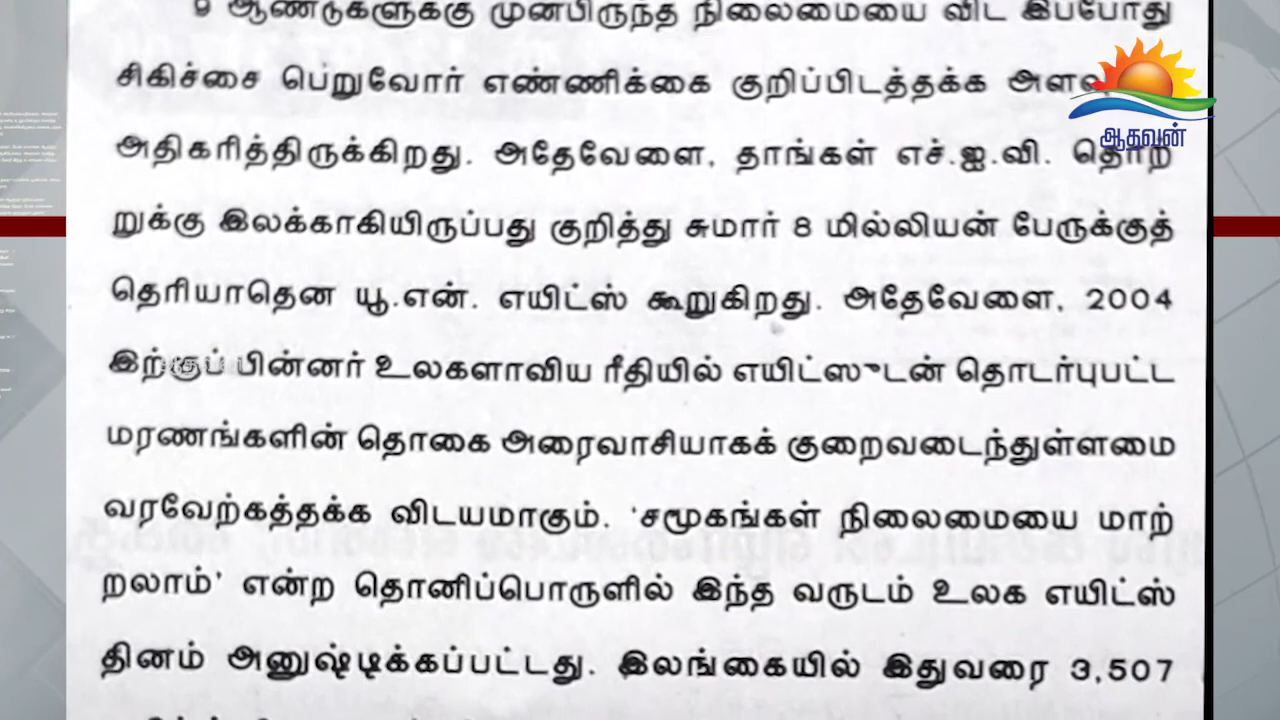 9 ஆண்டுகளுக்கு முன்பிருந்த நிலைமையை விட இப்போது
சிகிச்சை பெறுவோர் எண்ணிக்கை குறிப்பிடத்தக்க
அதிகரித்திருக்கிறது. அதேவேளை, தாங்கள் எச்.ஐ.வி. தொற்
றுக்கு இலக்காகியிருப்பது குறித்து சுமார் 8 மில்லியன் பேருக்குத்
தெரியாதென யூ.என். எயிட்ஸ் கூறுகிறது. அதேவேளை, 2004
இற்குப் பின்னர் உலகளாவிய ரீதியில் எயிட்ஸுடன் தொடர்புபட்ட
மரணங்களின் தொகை அரைவாசியாகக் குறைவடைந்துள்ளமை
வரவேற்கத்தக்க விடயமாகும். 'சமூகங்கள் நிலைமையை மாற்
றலாம்' என்ற தொனிப்பொருளில் இந்த வருடம் உலக எயிட்ஸ்
தினம் அனுஷ்டிக்கப்பட்டது. இலங்கையில் இதுவரை 3,507
ஆதவன்